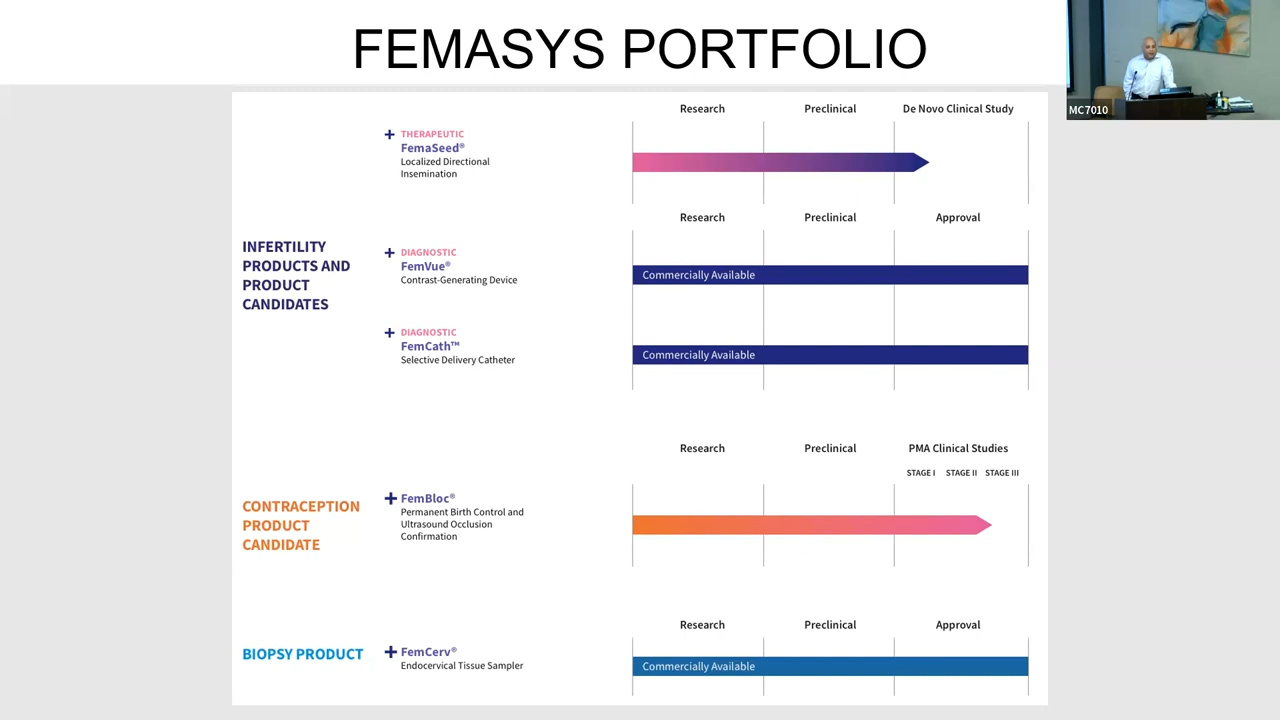 FEMASYS PORTFOLIO
MC7010
Research Preclinical De Novo Clinical Study
+ THERAPEUTIC
FemaSeed®
Localized Directional
Insemination
Research Preclinical Approval
INFERTILITY
PRODUCTS AND
PRODUCT
CANDIDATES
+ DIAGNOSTIC
FemVue®
Contrast-Generating Device
Commercially Available
+ DIAGNOSTIC
FemCath™
Selective Delivery Catheter
Commercially Available
Research Preclinical PMA Clinical Studies
STAGE I STAGE II STAGE III
CONTRACEPTION
PRODUCT
CANDIDATE
+ FemBloc®
Permanent Birth Control and
Ultrasound Occlusion
Confirmation
Research Preclinical Approval
BIOPSY PRODUCT
+ FemCerv®
Endocervical Tissue Sampler
Commercially Available